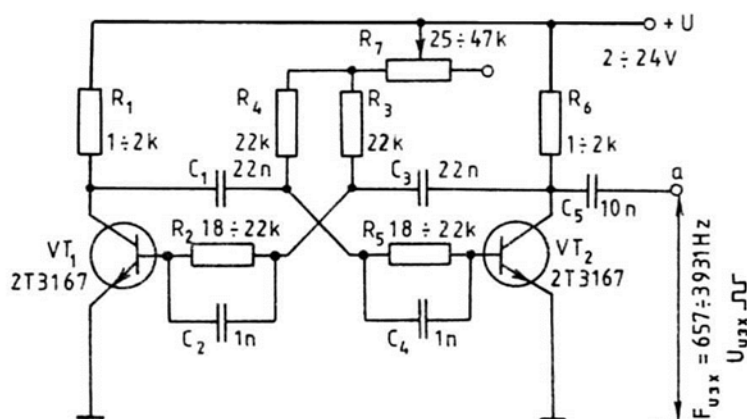 +U
2÷24V
R7
25÷47k
R1
1÷2k
R4
22k
R3
22k
R6
1÷2k
C1
22n
C3
22n
a
C5
10n
VT1
2T3167
R2
18÷22k
R5
18÷22k
VT2
2T3167
C2
1n
C4
1n
Fизх = 657÷3931Hz
Uизх